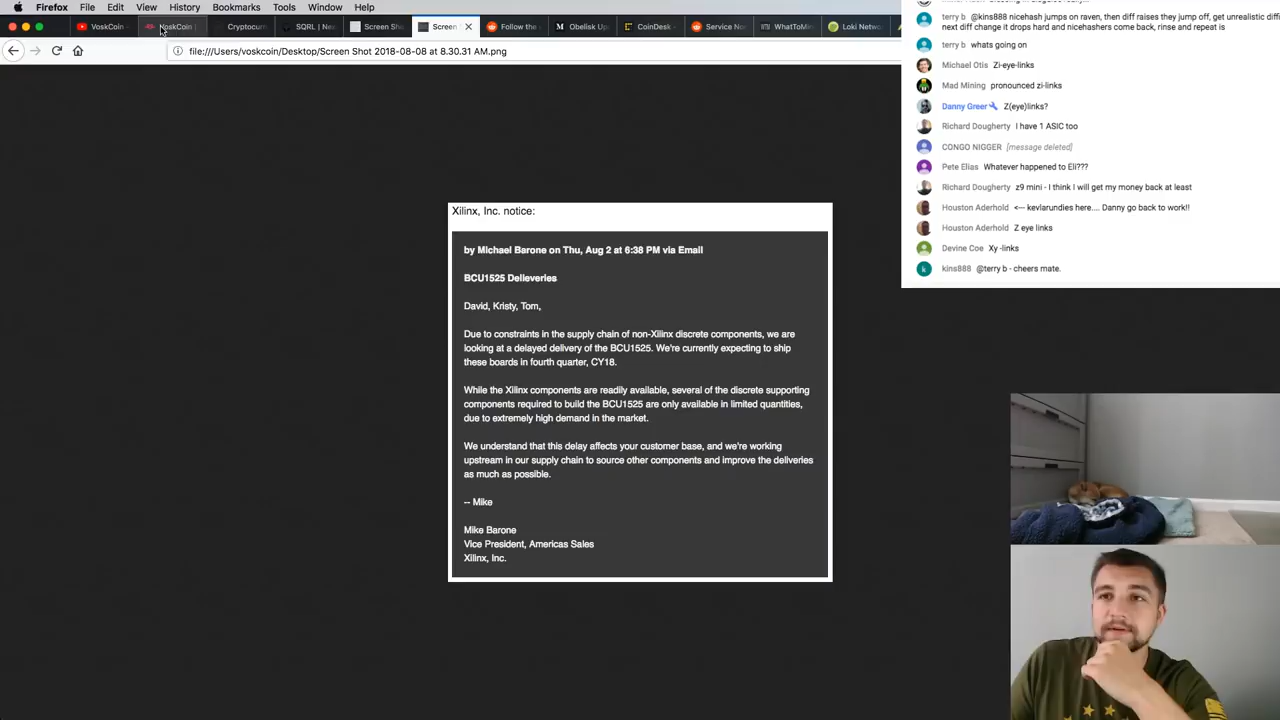 Firefox File Edit View History Bookmarks Tools Window Help
VoskCoin - VoskCoin | Cryptocurr SQRL | Nee Screen Sho Screen S Follow the Obelisk Up CoinDesk - Service Not WhatToMin Loki Netwo
file:///Users/voskcoin/Desktop/Screen Shot 2018-08-08 at 8.30.31 AM.png
terry b @kins888 nicehash jumps on raven, then diff raises they jump off, get unrealistic diffi
next diff change it drops hard and nicehashers come back, rinse and repeat is
terry b whats going on
Michael Otis Zi-eye-links
Mad Mining pronounced zi-links
Danny Greer Z(eye)links?
Richard Dougherty I have 1 ASIC too
CONGO NIGGER [message deleted]
Pete Elias Whatever happened to Eli???
Richard Dougherty z9 mini - I think I will get my money back at least
Houston Aderhold <--- kevlarundies here.... Danny go back to work!!
Houston Aderhold Z eye links
Devine Coe Xy -links
k kins888 @terry b - cheers mate.
Xilinx, Inc. notice:
by Michael Barone on Thu, Aug 2 at 6:38 PM via Email
BCU1525 Delleveries
David, Kristy, Tom,
Due to constraints in the supply chain of non-Xilinx discrete components, we are
looking at a delayed delivery of the BCU1525. We're currently expecting to ship
these boards in fourth quarter, CY18.
While the Xilinx components are readily available, several of the discrete supporting
components required to build the BCU1525 are only available in limited quantities,
due to extremely high demand in the market.
We understand that this delay affects your customer base, and we're working
upstream in our supply chain to source other components and improve the deliveries
as much as possible.
-- Mike
Mike Barone
Vice President, Americas Sales
Xilinx, Inc.